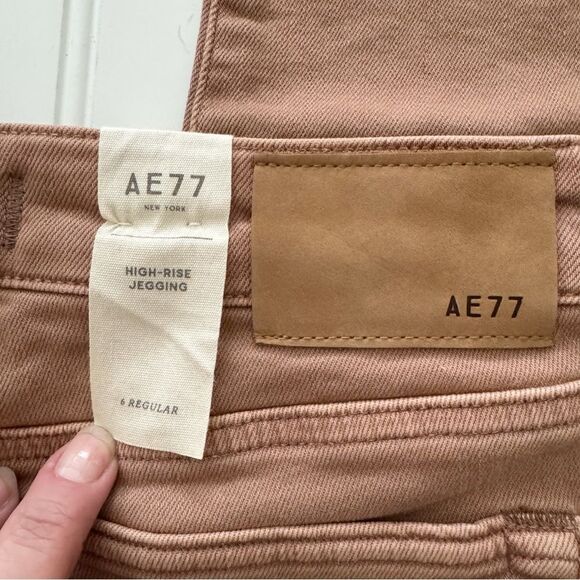 AE77
NEW YORK
HIGH-RISE
JEGGING
6 REGULAR
AE77